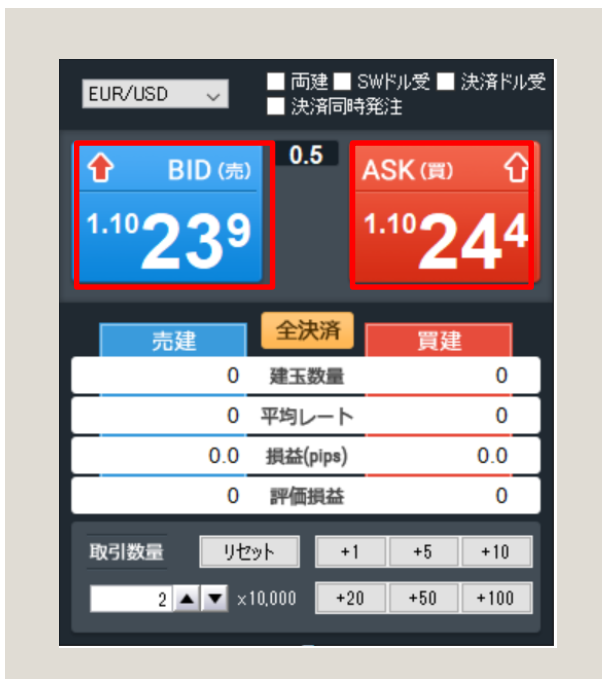 EUR/USD
両建 SWドル受 決済ドル受
決済同時発注
BID (売) 0.5 ASK (買)
1.10239 1.10244
売建 全決済 買建
0 建玉数量 0
0 平均レート 0
0.0 損益(pips) 0.0
0 評価損益 0
取引数量 リセット +1 +5 +10
2 ×10,000 +20 +50 +100